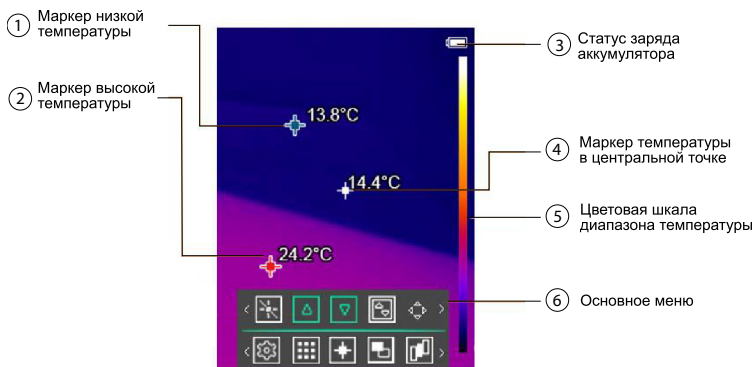 1 Маркер низкой
температуры
2 Маркер высокой
температуры
13.8°C
14.4°C
24.2°C
3 Статус заряда
аккумулятора
4 Маркер температуры
в центральной точке
5 Цветовая шкала
диапазона температуры
6 Основное меню